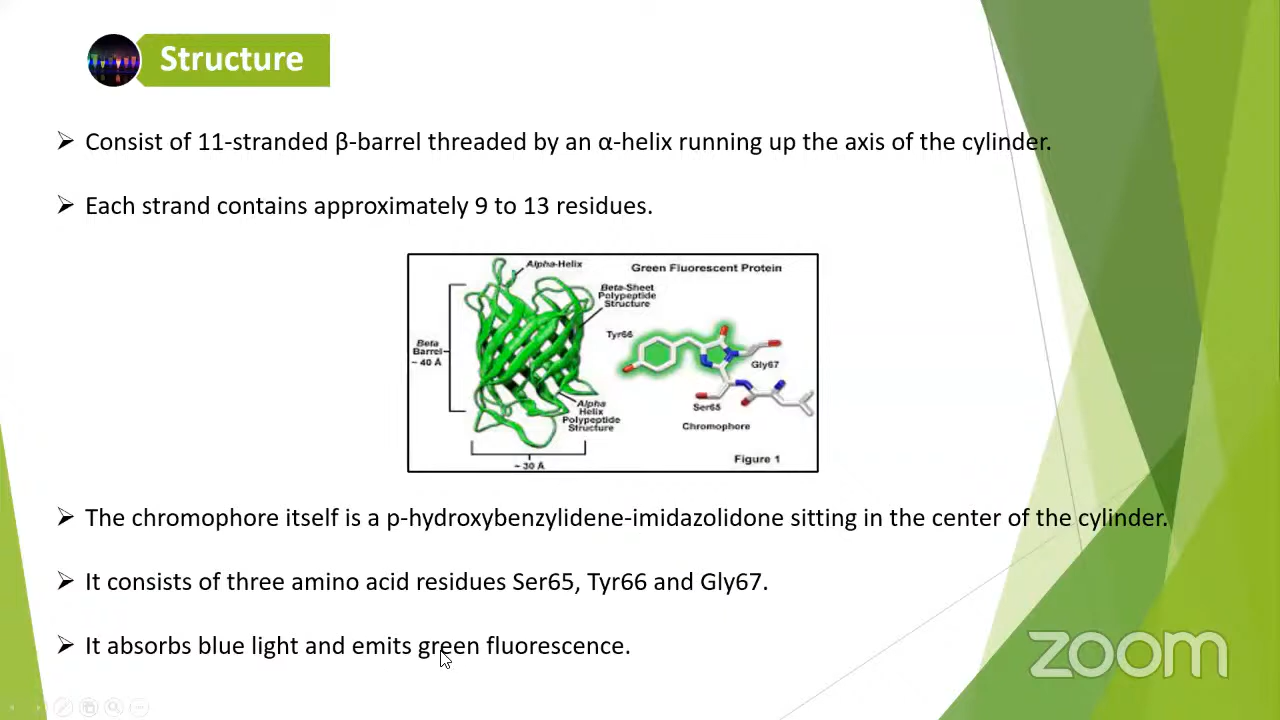 Structure
➢ Consist of 11-stranded β-barrel threaded by an α-helix running up the axis of the cylinder.
➢ Each strand contains approximately 9 to 13 residues.
Alpha-Helix
Green Fluorescent Protein
Beta-Sheet
Polypeptide
Structure
Tyr66
Beta
Barrel
~ 40 Å
Gly67
Ser65
Alpha
Helix
Polypeptide
Structure
Chromophore
~ 30 Å
Figure 1
➢ The chromophore itself is a p-hydroxybenzylidene-imidazolidone sitting in the center of the cylinder.
➢ It consists of three amino acid residues Ser65, Tyr66 and Gly67.
➢ It absorbs blue light and emits green fluorescence.
zoom